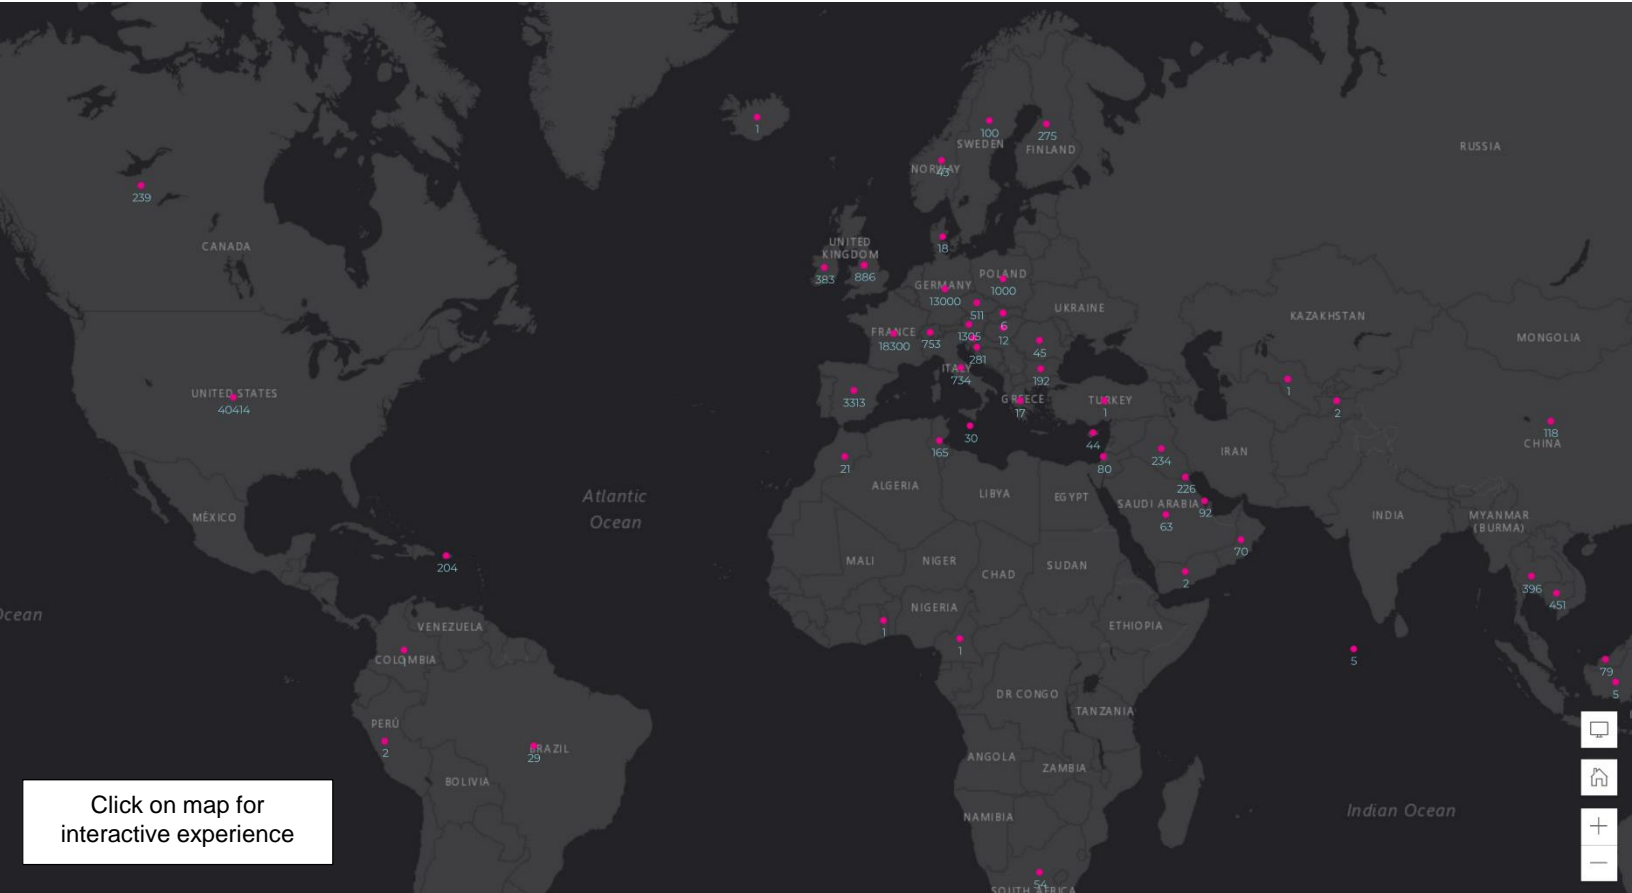 1
100
SWEDEN
275
FINLAND
RUSSIA
NORWAY
43
239
CANADA
UNITED
KINGDOM
18
383
886
POLAND
1000
GERMANY
13000
511
UKRAINE
KAZAKHSTAN
MONGOLIA
6
12
FRANCE
18300
753
1305
281
45
ITALY
734
192
UNITED STATES
40414
3313
GREECE
17
TURKEY
1
1
2
118
CHINA
30
44
165
21
80
234
IRAN
226
ALGERIA
LIBYA
EGYPT
SAUDI ARABIA
92
63
Atlantic
Ocean
MÉXICO
INDIA
MYANMAR
(BURMA)
70
204
MALI
NIGER
CHAD
SUDAN
2
396
451
Ocean
NIGERIA
VENEZUELA
1
1
ETHIOPIA
COLOMBIA
1
5
79
5
DR CONGO
TANZANIA
PERÚ
2
BRAZIL
29
BOLIVIA
ANGOLA
ZAMBIA
Click on map for
interactive experience
NAMIBIA
Indian Ocean
54
SOUTH AFRICA